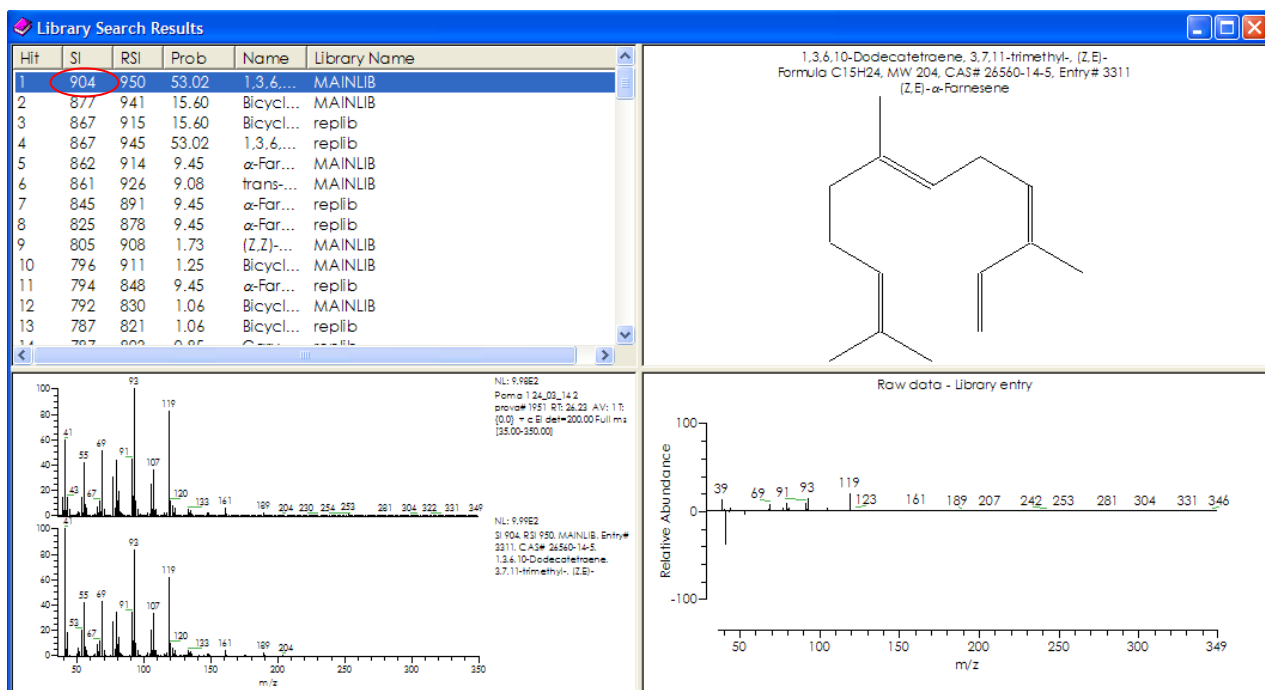 Library Search Results
Hit SI RSI Prob Name Library Name
1 904 950 53.02 1,3,6,... MAINLIB
2 877 941 15.60 Bicycl... MAINLIB
3 867 915 15.60 Bicycl... replib
4 867 945 53.02 1,3,6,... replib
5 862 914 9.45 α-Far... MAINLIB
6 861 926 9.08 trans-... MAINLIB
7 845 891 9.45 α-Far... replib
8 825 878 9.45 α-Far... replib
9 805 908 1.73 (Z,Z)-... MAINLIB
10 796 911 1.25 Bicycl... MAINLIB
11 794 848 9.45 α-Far... replib
12 792 830 1.06 Bicycl... MAINLIB
13 787 821 1.06 Bicycl... replib
1,3,6,10-Dodecatetraene, 3,7,11-trimethyl-, (Z,E)-
Formula C15H24, MW 204, CAS# 26560-14-5, Entry# 3311
(Z,E)-α-Farnesene
NL: 9.98E2
Poma 1 24_03_14 2
prova# 1951 RT: 26.23 AV: 1 T:
{0.0} + c EI det=200.00 Full ms
[35.00-350.00]
100
80
60
40
20
0
41
43
55
67
69
91
93
107
119
120
133
161
189
204
230
254
253
281
304
322
331
349
NL: 9.99E2
SI 904, RSI 950, MAINLIB, Entry#
3311, CAS# 26560-14-5,
1,3,6,10-Dodecatetraene,
3,7,11-trimethyl-, (Z,E)-
100
80
60
40
20
0
41
53
55
67
69
91
93
107
119
120
133
161
189
204
50 100 150 200 250 300 350
m/z
Raw data - Library entry
Relative Abundance
100
0
-100
39 69 91 93 119 123 161 189 207 242 253 281 304 331 346
50 100 150 200 250 300 349
m/z